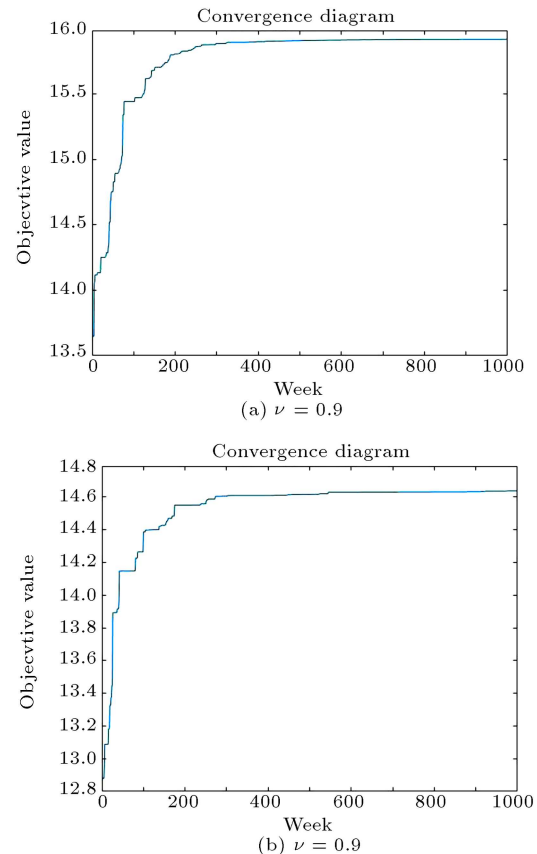 Convergence diagram
16.0
15.5
15.0
14.5
14.0
13.5
Objecvtive value
0 200 400 600 800 1000
Week
(a) ν = 0.9
Convergence diagram
14.8
14.6
14.4
14.2
14.0
13.8
13.6
13.4
13.2
13.0
12.8
Objecvtive value
0 200 400 600 800 1000
Week
(b) ν = 0.9